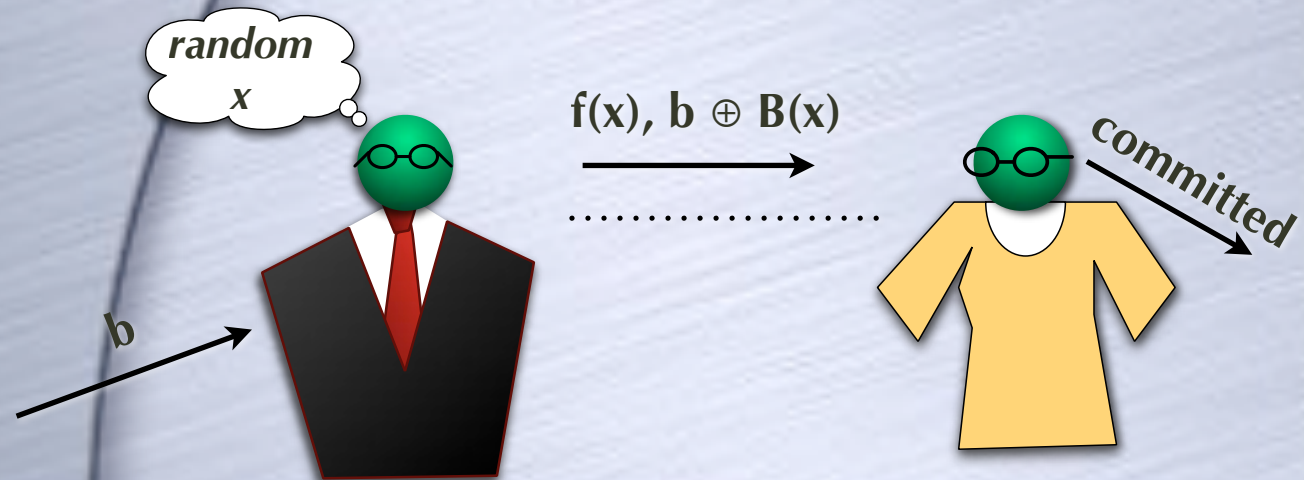 random
x
f(x), b ⊕ B(x)
committed
b